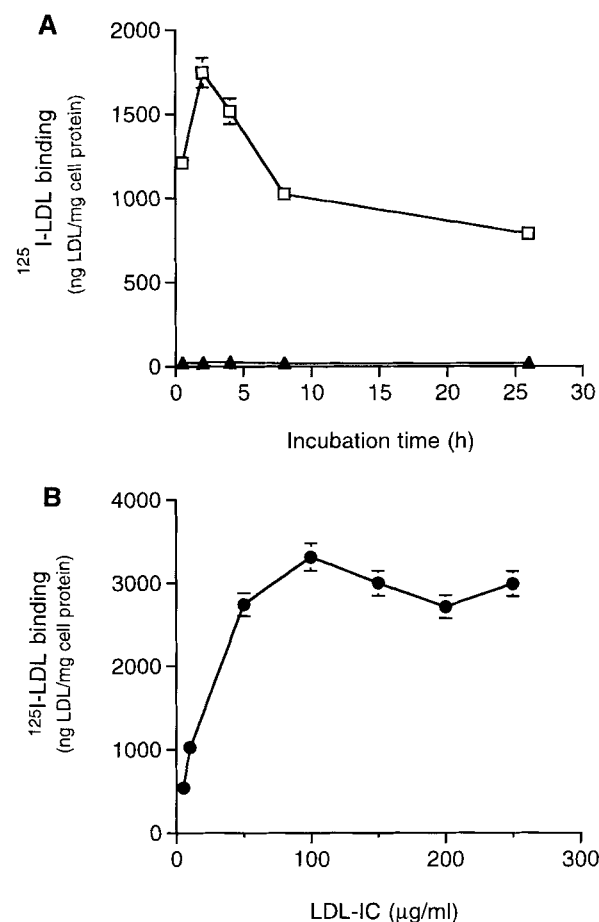 A
2000
1500
1000
500
0
0 5 10 15 20 25 30
125 I-LDL binding
(ng LDL/mg cell protein)
Incubation time (h)
B
4000
3000
2000
1000
0
0 100 200 300
125I-LDL binding
(ng LDL/mg cell protein)
LDL-IC (µg/ml)